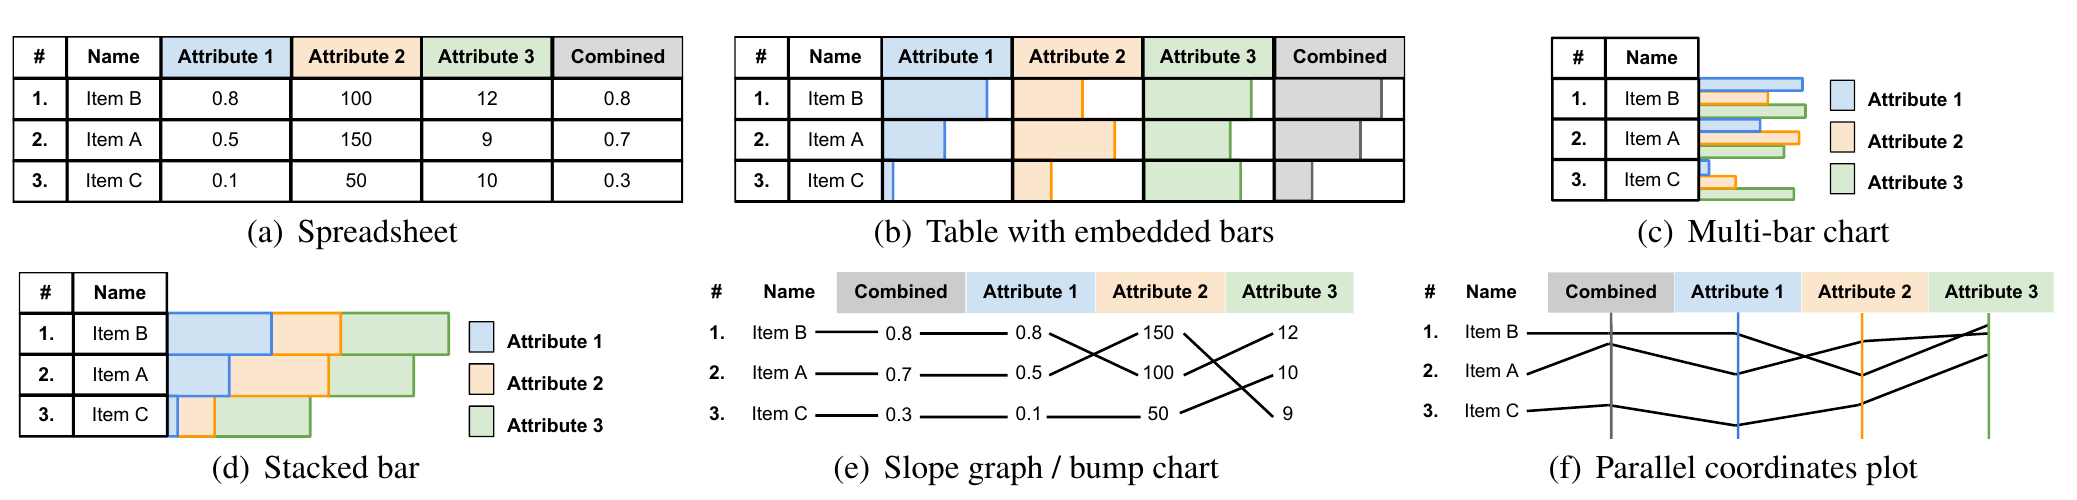 # Name Attribute 1 Attribute 2 Attribute 3 Combined
1. Item B 0.8 100 12 0.8
2. Item A 0.5 150 9 0.7
3. Item C 0.1 50 10 0.3
(a) Spreadsheet
# Name Attribute 1 Attribute 2 Attribute 3 Combined
1. Item B
2. Item A
3. Item C
(b) Table with embedded bars
# Name
1. Item B
2. Item A
3. Item C
Attribute 1
Attribute 2
Attribute 3
(c) Multi-bar chart
# Name
1. Item B
2. Item A
3. Item C
Attribute 1
Attribute 2
Attribute 3
(d) Stacked bar
# Name Combined Attribute 1 Attribute 2 Attribute 3
1. Item B 0.8 0.8 150 12
2. Item A 0.7 0.5 100 10
3. Item C 0.3 0.1 50 9
(e) Slope graph / bump chart
# Name Combined Attribute 1 Attribute 2 Attribute 3
1. Item B
2. Item A
3. Item C
(f) Parallel coordinates plot